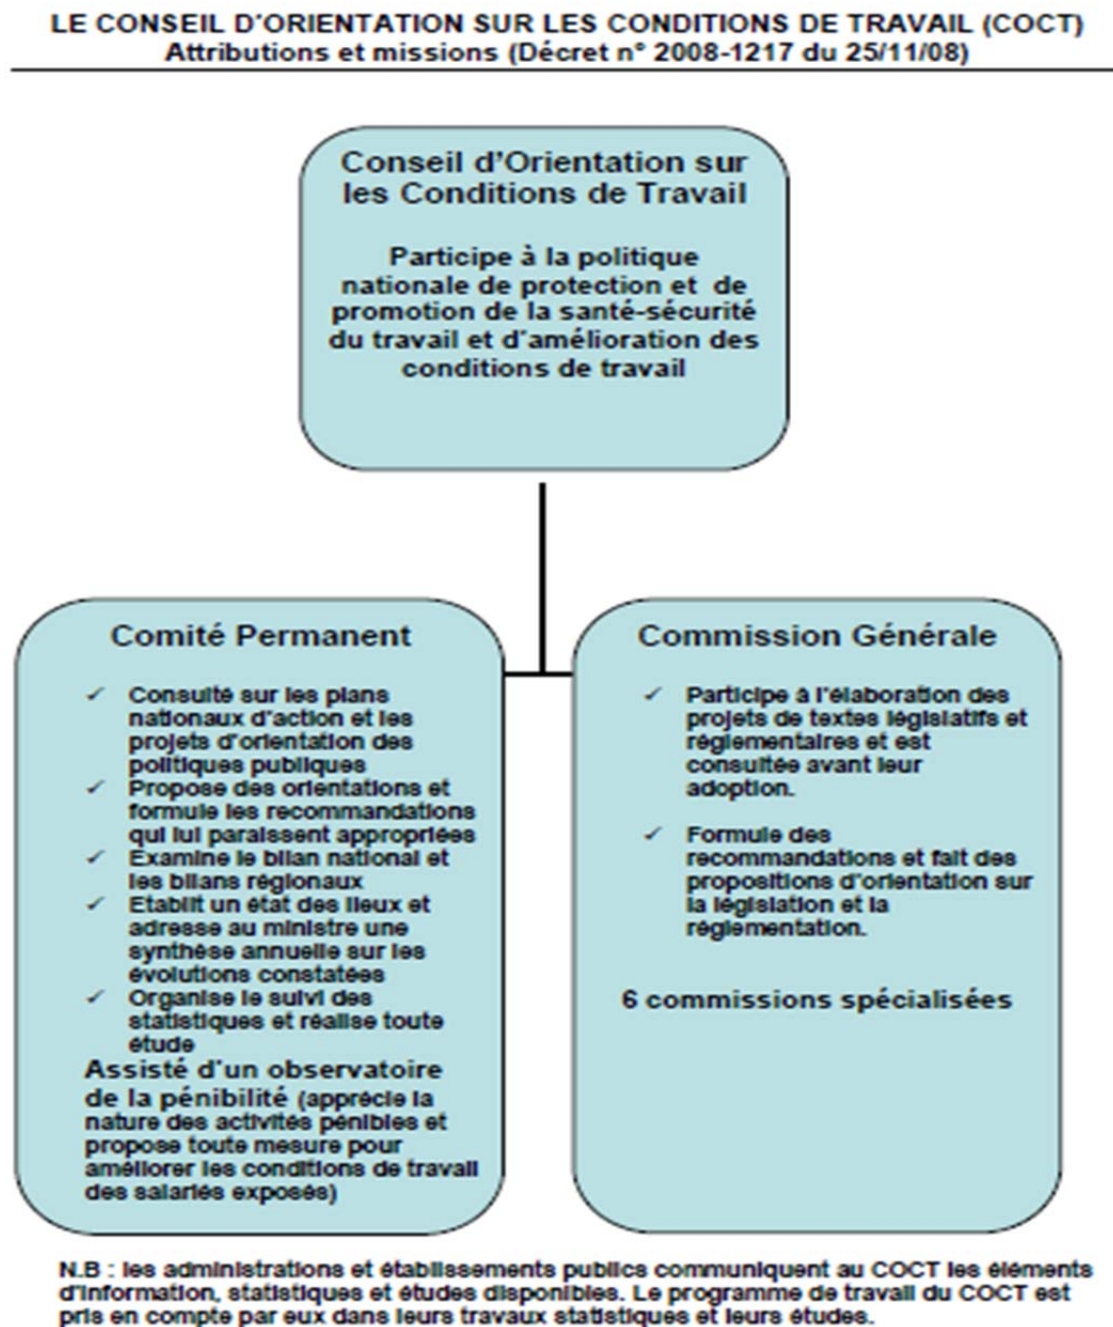 LE CONSEIL D'ORIENTATION SUR LES CONDITIONS DE TRAVAIL (COCT)
Attributions et missions (Décret n° 2008-1217 du 25/11/08)
Conseil d'Orientation sur
les Conditions de Travail
Participe à la politique
nationale de protection et de
promotion de la santé-sécurité
du travail et d'amélioration des
conditions de travail
Comité Permanent
✓ Consulté sur les plans
nationaux d'action et les
projets d'orientation des
politiques publiques
✓ Propose des orientations et
formule les recommandations
qui lui paraissent appropriées
✓ Examine le bilan national et
les bilans régionaux
✓ Etablit un état des lieux et
adresse au ministre une
synthèse annuelle sur les
évolutions constatées
✓ Organise le suivi des
statistiques et réalise toute
étude
Assisté d'un observatoire
de la pénibilité (apprécie la
nature des activités pénibles et
propose toute mesure pour
améliorer les conditions de travail
des salariés exposés)
Commission Générale
✓ Participe à l'élaboration des
projets de textes législatifs et
réglementaires et est
consultée avant leur
adoption.
✓ Formule des
recommandations et fait des
propositions d'orientation sur
la législation et la
réglementation.
6 commissions spécialisées
N.B : les administrations et établissements publics communiquent au COCT les éléments
d'information, statistiques et études disponibles. Le programme de travail du COCT est
pris en compte par eux dans leurs travaux statistiques et leurs études.